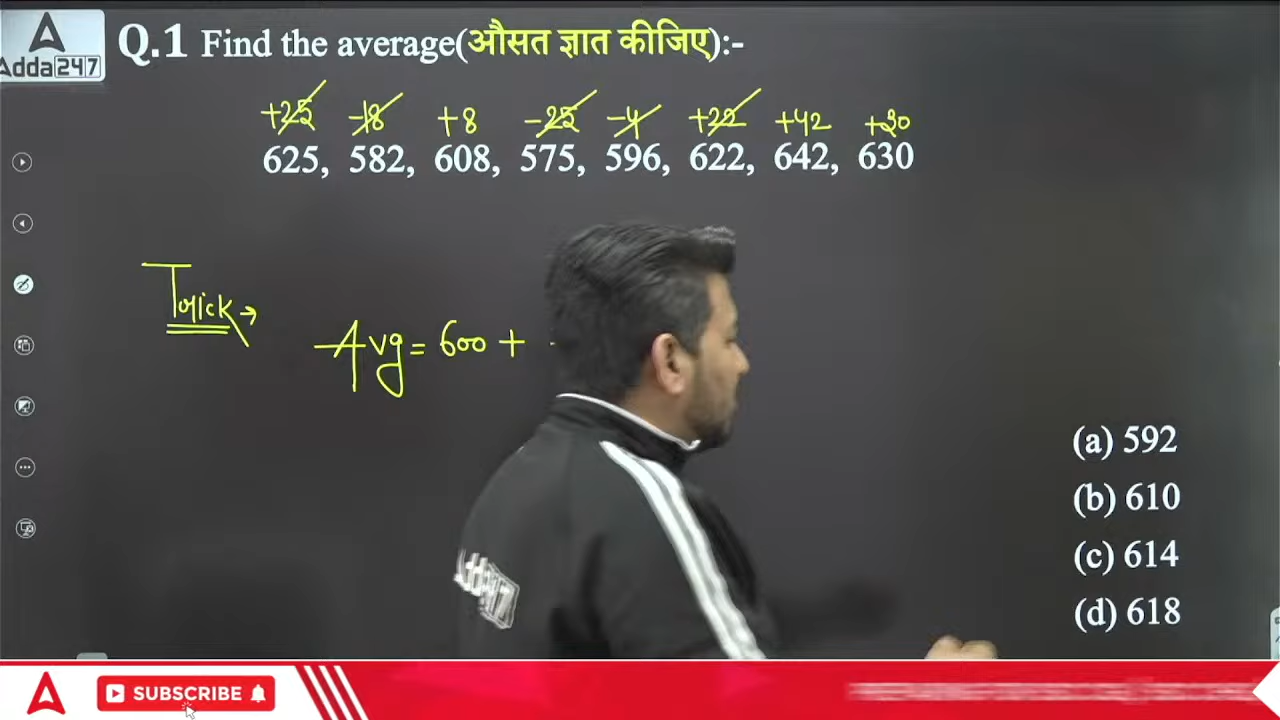 Adda247
Q.1 Find the average(औसत ज्ञात कीजिए):-
+25 -18 +8 -25 -4 +22 +42 +30
625, 582, 608, 575, 596, 622, 642, 630
Trick→
Avg = 600 +
(a) 592
(b) 610
(c) 614
(d) 618
SUBSCRIBE